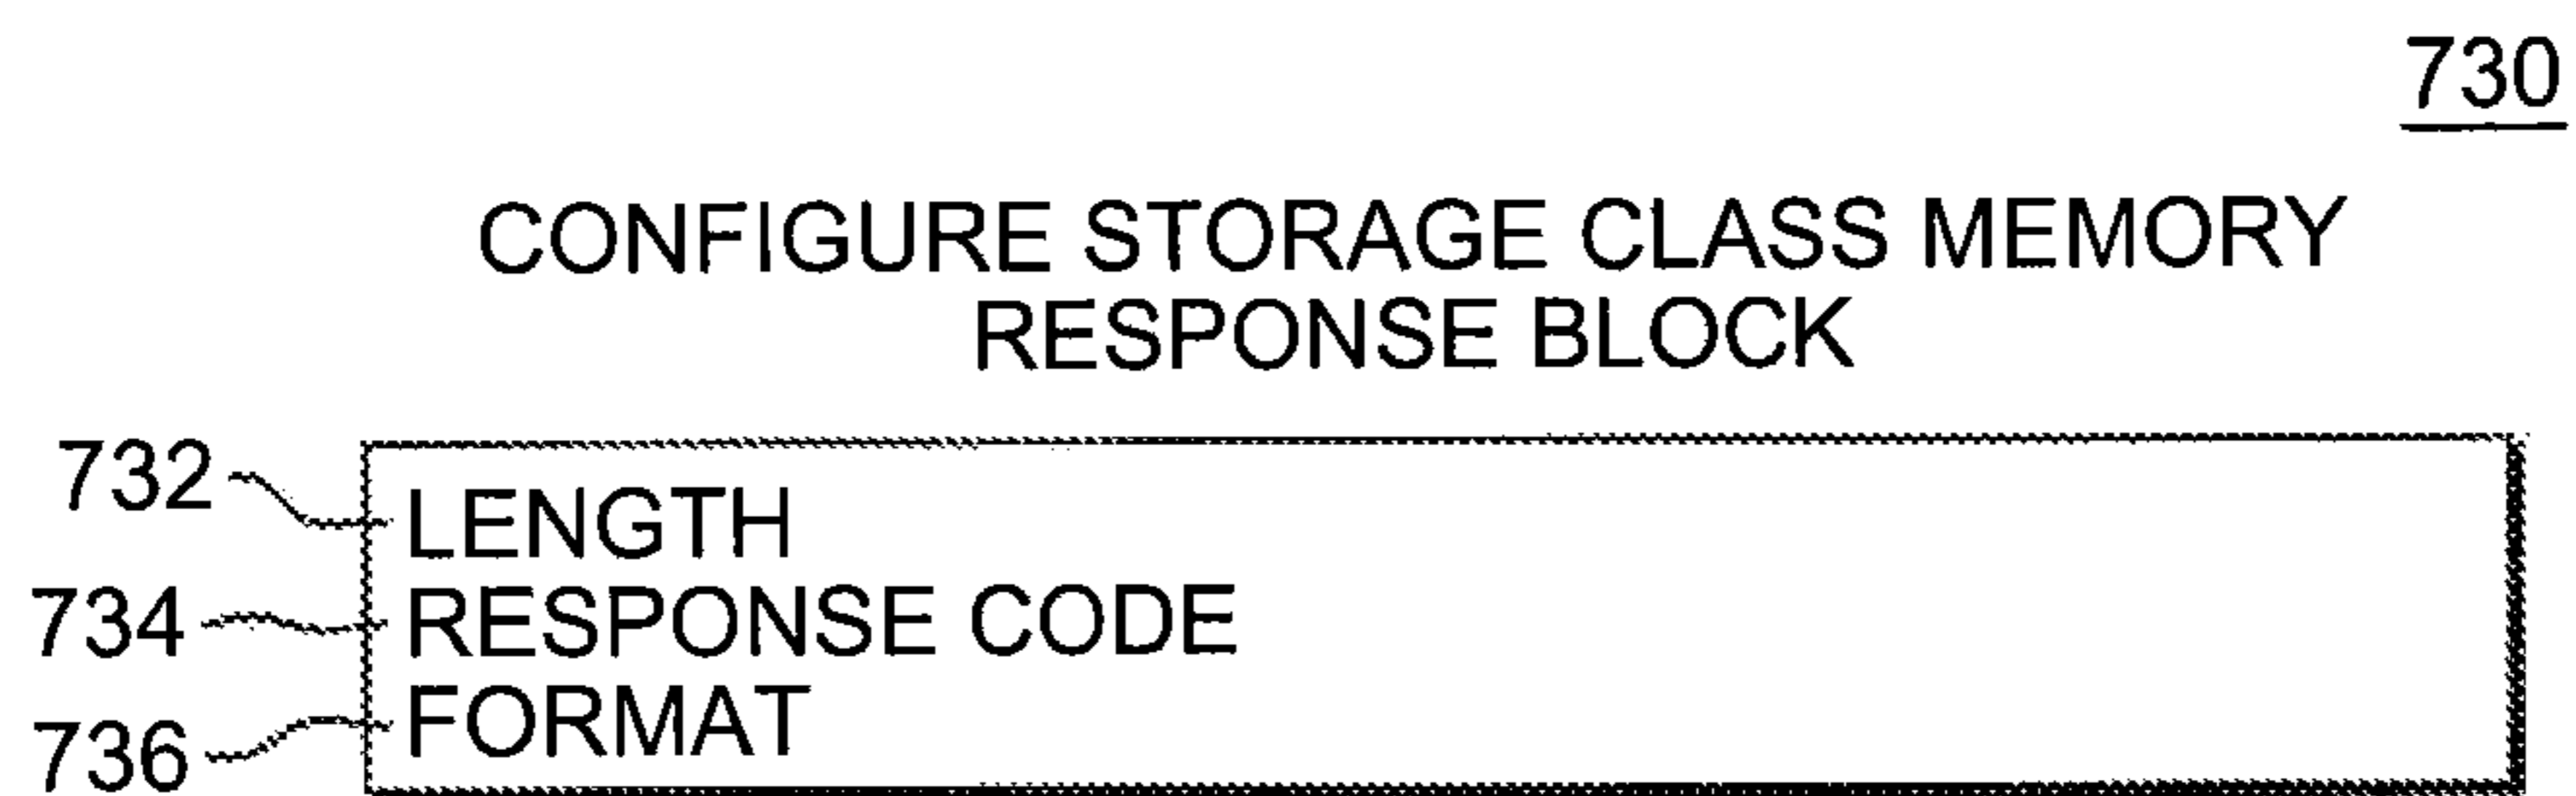 730
CONFIGURE STORAGE CLASS MEMORY
RESPONSE BLOCK
732 LENGTH
734 RESPONSE CODE
736 FORMAT